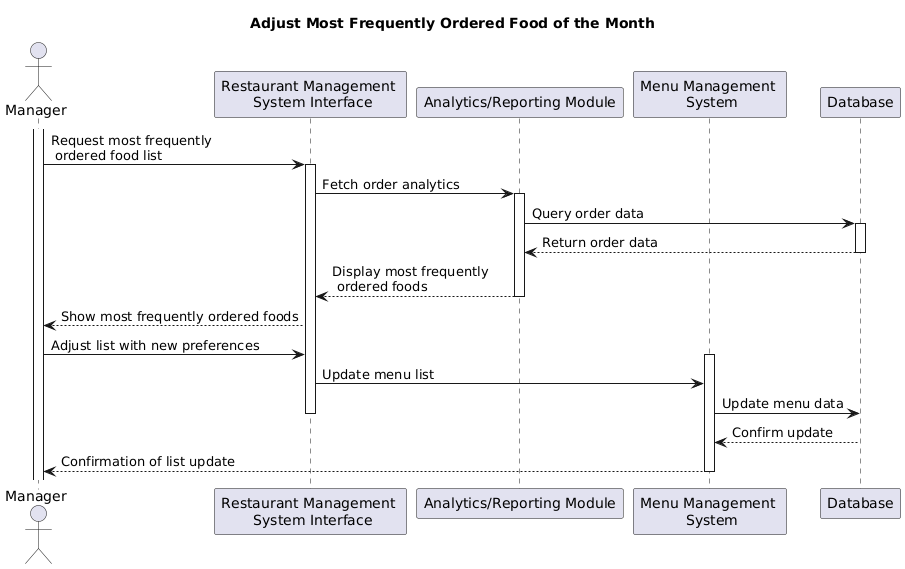 Adjust Most Frequently Ordered Food of the Month
Manager
Restaurant Management
System Interface
Analytics/Reporting Module
Menu Management
System
Database
Request most frequently
ordered food list
Fetch order analytics
Query order data
Return order data
Display most frequently
ordered foods
Show most frequently ordered foods
Adjust list with new preferences
Update menu list
Update menu data
Confirm update
Confirmation of list update
Manager
Restaurant Management
System Interface
Analytics/Reporting Module
Menu Management
System
Database